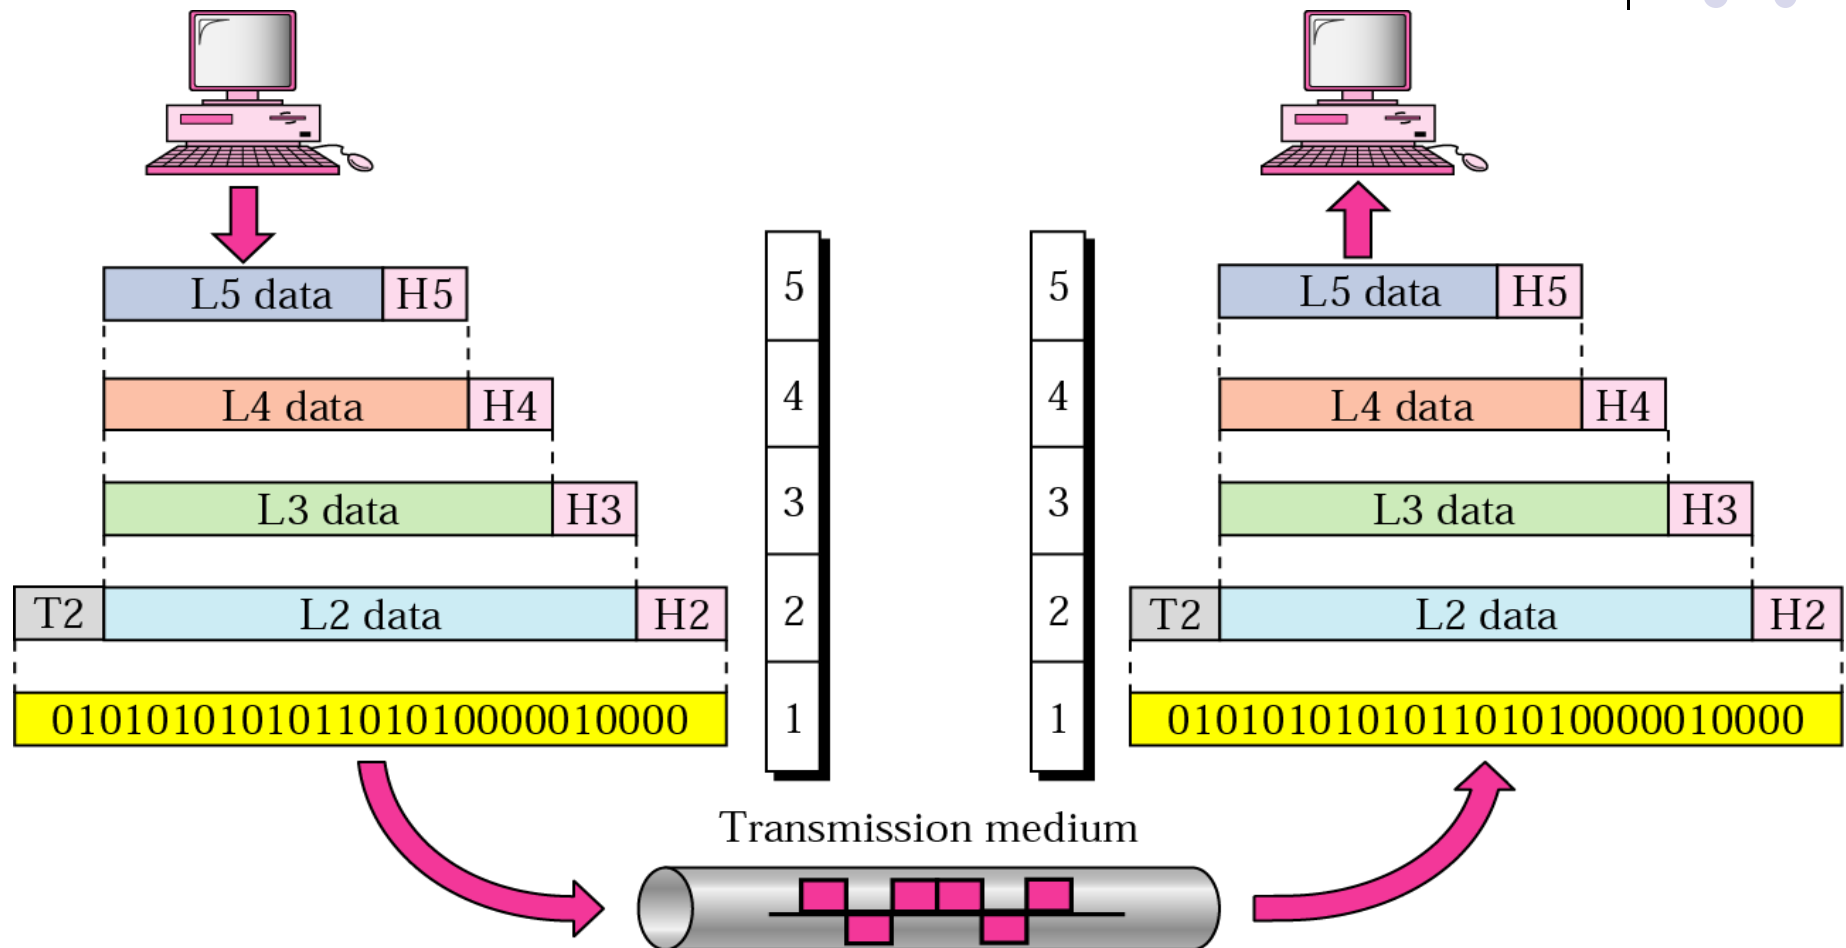 L5 data H5
L4 data H4
L3 data H3
T2 L2 data H2
010101010101101010000010000
5
4
3
2
1
5
4
3
2
1
L5 data H5
L4 data H4
L3 data H3
T2 L2 data H2
010101010101101010000010000
Transmission medium